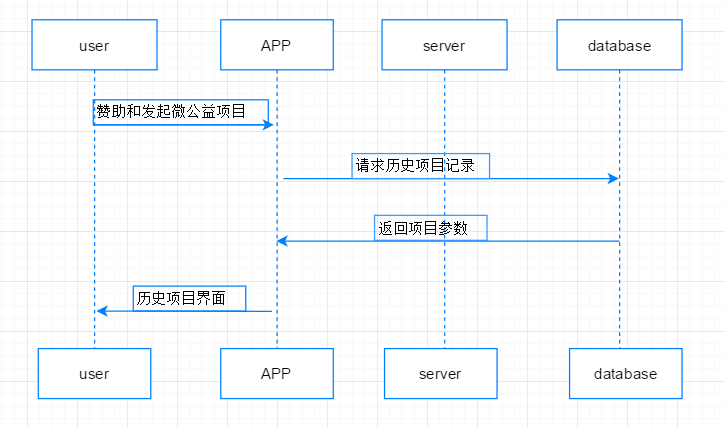 user
APP
server
database
赞助和发起微公益项目
请求历史项目记录
返回项目参数
历史项目界面
user
APP
server
database